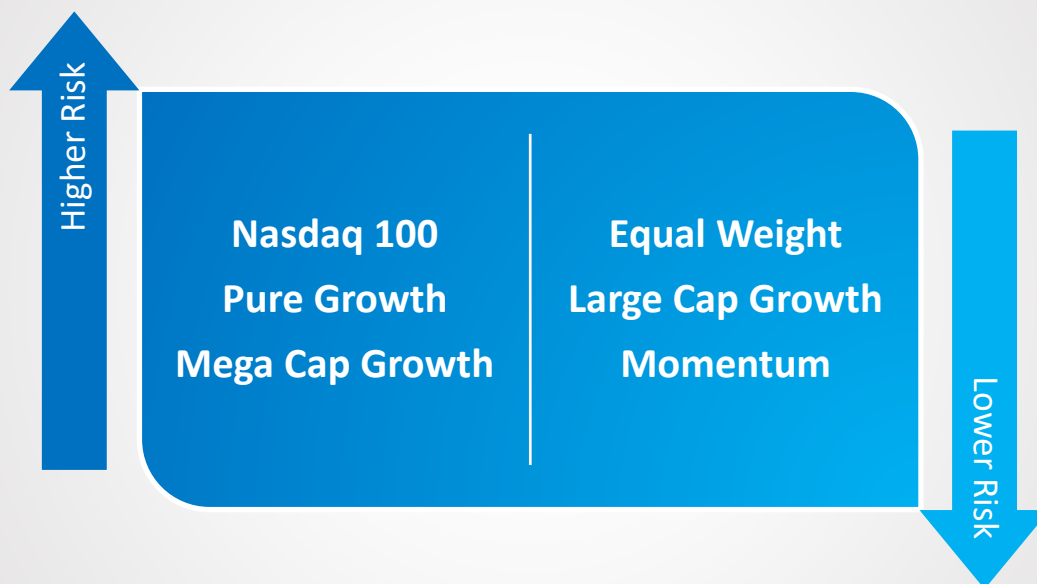 Higher Risk
Nasdaq 100
Pure Growth
Mega Cap Growth
Equal Weight
Large Cap Growth
Momentum
Lower Risk